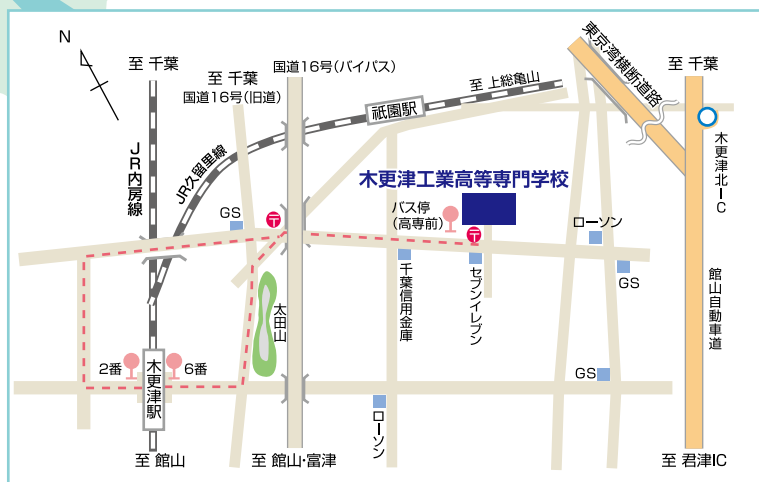 N
至 千葉
至 千葉
国道16号(旧道)
国道16号(バイパス)
至 上総亀山
東京湾横断道路
至 千葉
祇園駅
木更津北IC
JR内房線
JR久留里線
木更津工業高等専門学校
バス停
(高専前)
GS
〒
〒
ローソン
GS
千葉信用金庫
セブンイレブン
館山自動車道
太田山
2番
木更津駅
6番
GS
ローソン
至 館山
至 館山・富津
至 君津IC